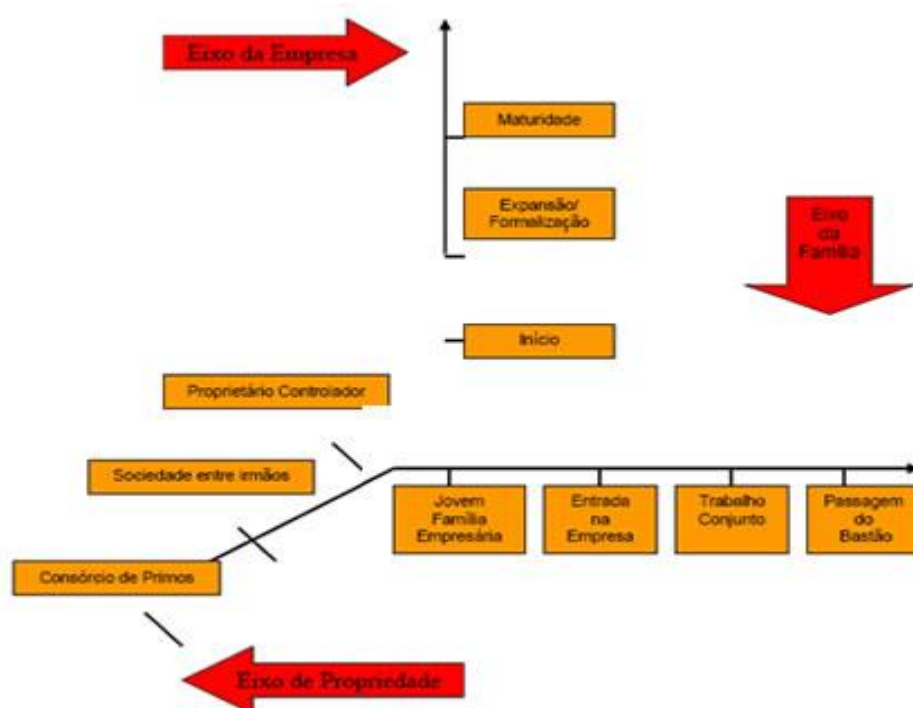 Eixo da Empresa
Maturidade
Expansão/
Formalização
Eixo
da
Família
Início
Proprietário Controlador
Sociedade entre irmãos
Jovem
Família
Empresária
Entrada
na
Empresa
Trabalho
Conjunto
Passagem
do
Bastão
Consórcio de Primos
Eixo de Propriedade